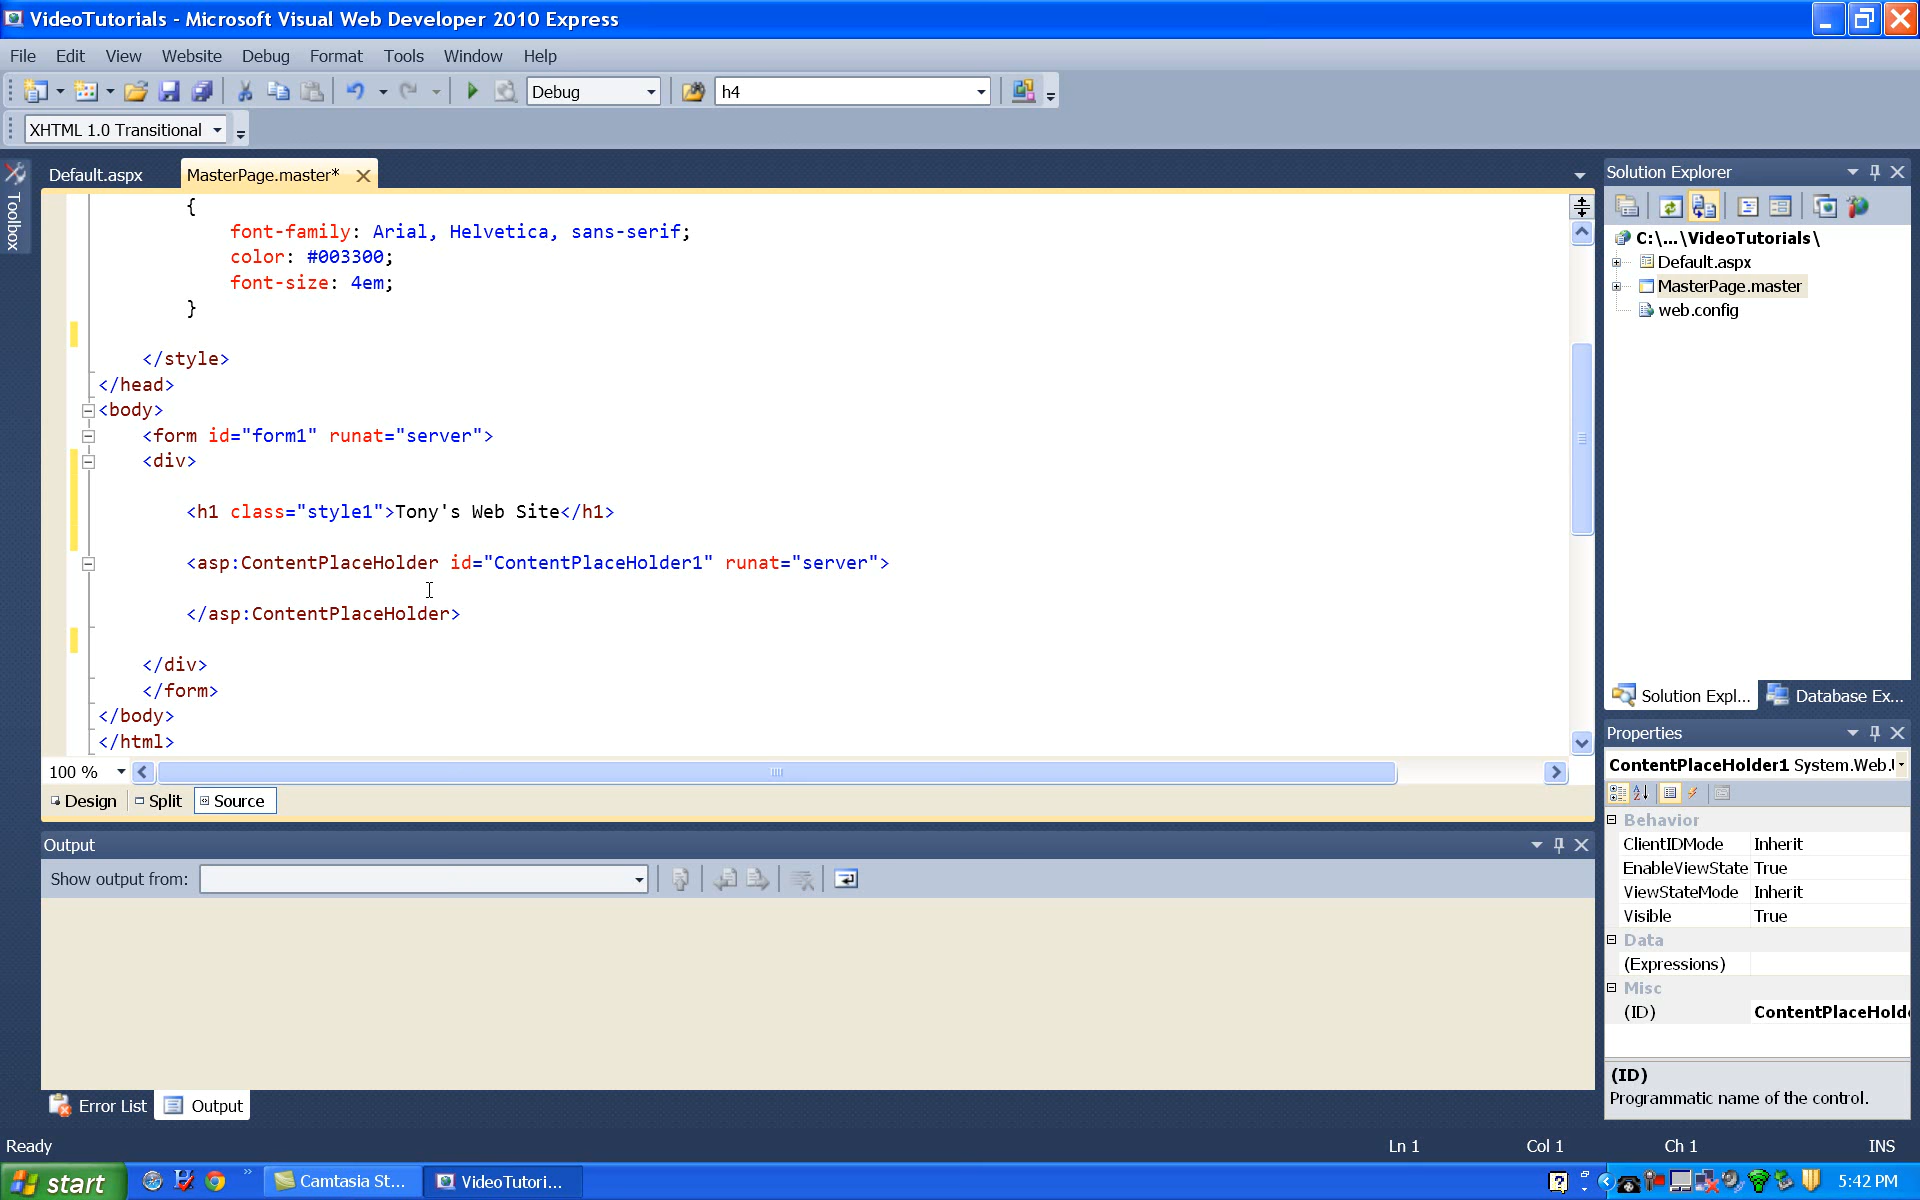 VideoTutorials - Microsoft Visual Web Developer 2010 Express
File Edit View Website Debug Format Tools Window Help
Debug h4
XHTML 1.0 Transitional
Toolbox
Default.aspx MasterPage.master*
{
font-family: Arial, Helvetica, sans-serif;
color: #003300;
font-size: 4em;
}
</style>
</head>
<body>
<form id="form1" runat="server">
<div>
<h1 class="style1">Tony's Web Site</h1>
<asp:ContentPlaceHolder id="ContentPlaceHolder1" runat="server">
</asp:ContentPlaceHolder>
</div>
</form>
</body>
</html>
100 %
Design Split Source
Output
Show output from:
Error List Output
Solution Explorer
C:\...\VideoTutorials\
Default.aspx
MasterPage.master
web.config
Solution Expl... Database Ex...
Properties
ContentPlaceHolder1 System.Web.
Behavior
ClientIDMode Inherit
EnableViewState True
ViewStateMode Inherit
Visible True
Data
(Expressions)
Misc
(ID) ContentPlaceHold
(ID)
Programmatic name of the control.
Ready Ln 1 Col 1 Ch 1 INS
start Camtasia St... VideoTutori... 5:42 PM